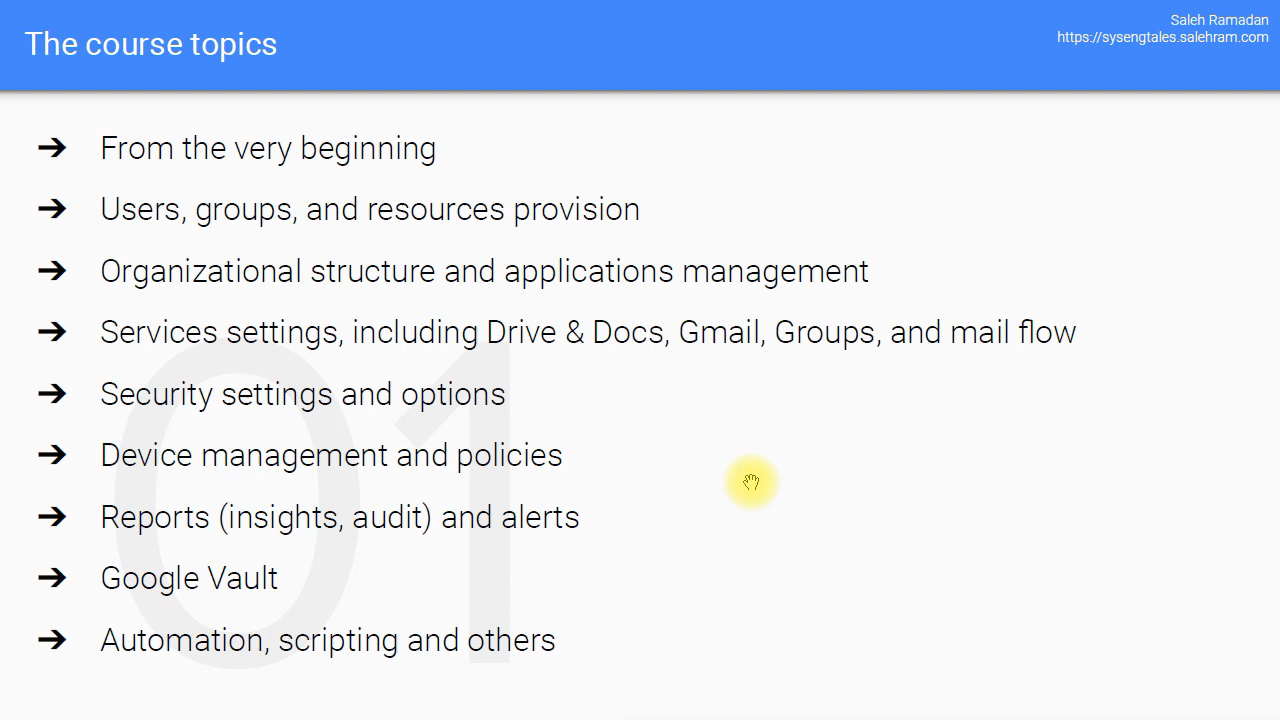 The course topics
Saleh Ramadan
https://sysengtales.salehram.com
➔ From the very beginning
➔ Users, groups, and resources provision
➔ Organizational structure and applications management
➔ Services settings, including Drive & Docs, Gmail, Groups, and mail flow
➔ Security settings and options
➔ Device management and policies
➔ Reports (insights, audit) and alerts
➔ Google Vault
➔ Automation, scripting and others
01